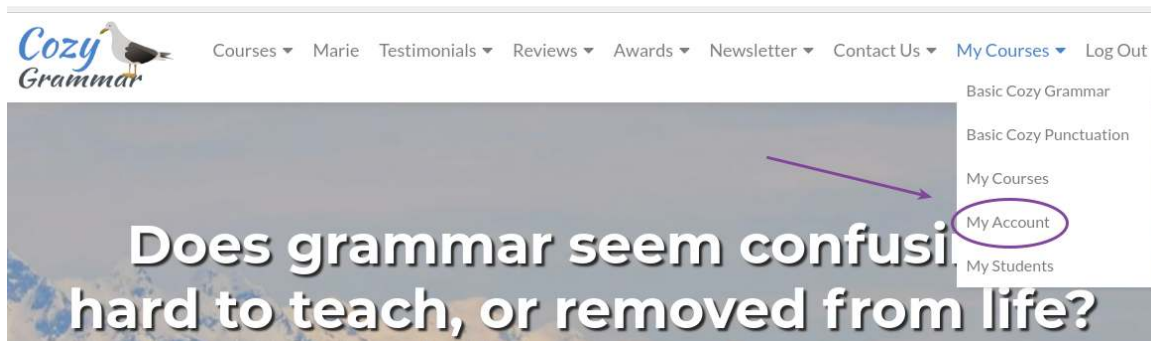 Cozy
Grammar
Courses Marie Testimonials Reviews Awards Newsletter Contact Us My Courses Log Out
Basic Cozy Grammar
Basic Cozy Punctuation
My Courses
My Account
My Students
Does grammar seem confusi
hard to teach, or removed from life?